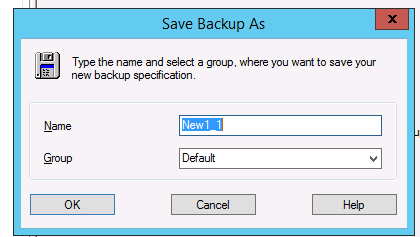 Save Backup As
x
Type the name and select a group, where you want to save your
new backup specification.
Name
New1_1
Group
Default
OK
Cancel
Help